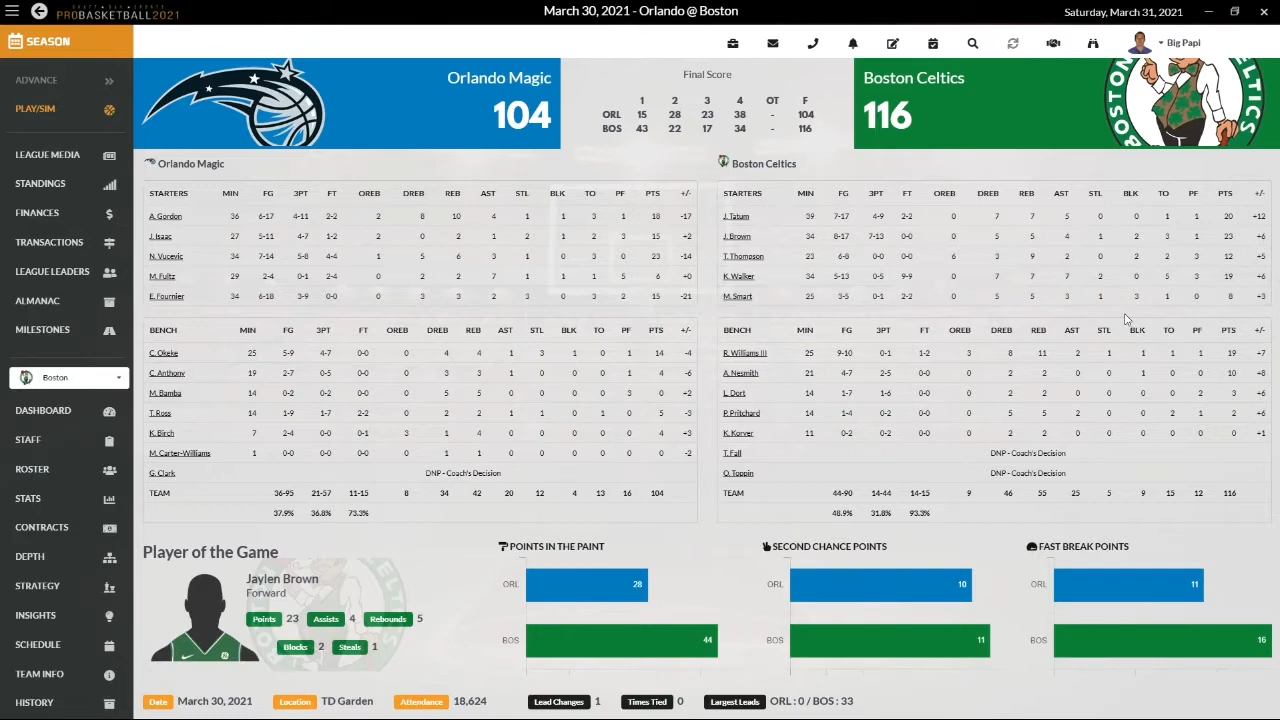 DRAFT DAY SPORTS
PROBASKETBALL2021
March 30, 2021 - Orlando @ Boston
Saturday, March 31, 2021
SEASON
Big Papi
ADVANCE
PLAY/SIM
LEAGUE MEDIA
STANDINGS
FINANCES
TRANSACTIONS
LEAGUE LEADERS
ALMANAC
MILESTONES
Boston
DASHBOARD
STAFF
ROSTER
STATS
CONTRACTS
DEPTH
STRATEGY
INSIGHTS
SCHEDULE
TEAM INFO
HISTORY
Orlando Magic
104
Final Score
1 2 3 4 OT F
ORL 15 28 23 38 - 104
BOS 43 22 17 34 - 116
Boston Celtics
116
BOSTON CELTICS
Orlando Magic
STARTERS MIN FG 3PT FT OREB DREB REB AST STL BLK TO PF PTS +/-
A. Gordon 36 6-17 4-11 2-2 2 8 10 4 1 1 3 1 18 -17
J. Isaac 27 5-11 4-7 1-2 2 0 2 1 2 1 2 3 15 +2
N. Vucevic 34 7-14 5-8 4-4 1 5 6 3 1 0 3 0 23 -14
M. Fultz 29 2-4 0-1 2-4 0 2 2 7 1 1 1 5 6 +0
E. Fournier 34 6-18 3-9 0-0 0 3 3 2 3 0 3 2 15 -21
BENCH MIN FG 3PT FT OREB DREB REB AST STL BLK TO PF PTS +/-
C. Okeke 25 5-9 4-7 0-0 0 4 4 1 3 1 0 1 14 -4
C. Anthony 19 2-7 0-5 0-0 0 3 3 1 0 0 0 1 4 -6
M. Bamba 14 0-2 0-2 0-0 0 5 5 0 0 0 0 3 0 +2
T. Ross 14 1-9 1-7 2-2 0 2 2 1 1 0 1 0 5 -3
K. Birch 7 2-4 0-0 0-1 3 1 4 0 0 0 0 0 4 +3
M. Carter-Williams 1 0-0 0-0 0-0 0 1 1 0 0 0 0 0 0 -2
G. Clark DNP - Coach's Decision
TEAM 36-95 21-57 11-15 8 34 42 20 12 4 13 16 104
37.9% 36.8% 73.3%
Boston Celtics
STARTERS MIN FG 3PT FT OREB DREB REB AST STL BLK TO PF PTS +/-
J. Tatum 39 7-17 4-9 2-2 0 7 7 5 0 0 1 1 20 +12
J. Brown 34 8-17 7-13 0-0 0 5 5 4 1 2 3 1 23 +6
T. Thompson 23 6-8 0-0 0-0 6 3 9 2 0 2 2 3 12 +5
K. Walker 34 5-13 0-5 9-9 0 7 7 7 2 0 5 3 19 +6
M. Smart 25 3-5 0-1 2-2 0 5 5 3 1 3 1 0 8 +3
BENCH MIN FG 3PT FT OREB DREB REB AST STL BLK TO PF PTS +/-
R. Williams III 25 9-10 0-1 1-2 3 8 11 2 1 1 1 1 19 +7
A. Nesmith 21 4-7 2-5 0-0 0 2 2 0 0 1 0 0 10 +8
L. Dort 14 1-7 1-6 0-0 0 2 2 0 0 0 0 2 3 +6
P. Pritchard 14 1-4 0-2 0-0 0 5 5 2 0 0 2 1 2 +6
K. Korver 11 0-2 0-2 0-0 0 2 2 0 0 0 0 0 0 +1
T. Fall DNP - Coach's Decision
O. Toppin DNP - Coach's Decision
TEAM 44-90 14-44 14-15 9 46 55 25 5 9 15 12 116
48.9% 31.8% 93.3%
Player of the Game
Jaylen Brown
Forward
Points 23 Assists 4 Rebounds 5
Blocks 2 Steals 1
POINTS IN THE PAINT
ORL 28
BOS 44
SECOND CHANCE POINTS
ORL 10
BOS 11
FAST BREAK POINTS
ORL 11
BOS 16
Date March 30, 2021 Location TD Garden Attendance 18,624 Lead Changes 1 Times Tied 0 Largest Leads ORL : 0 / BOS : 33